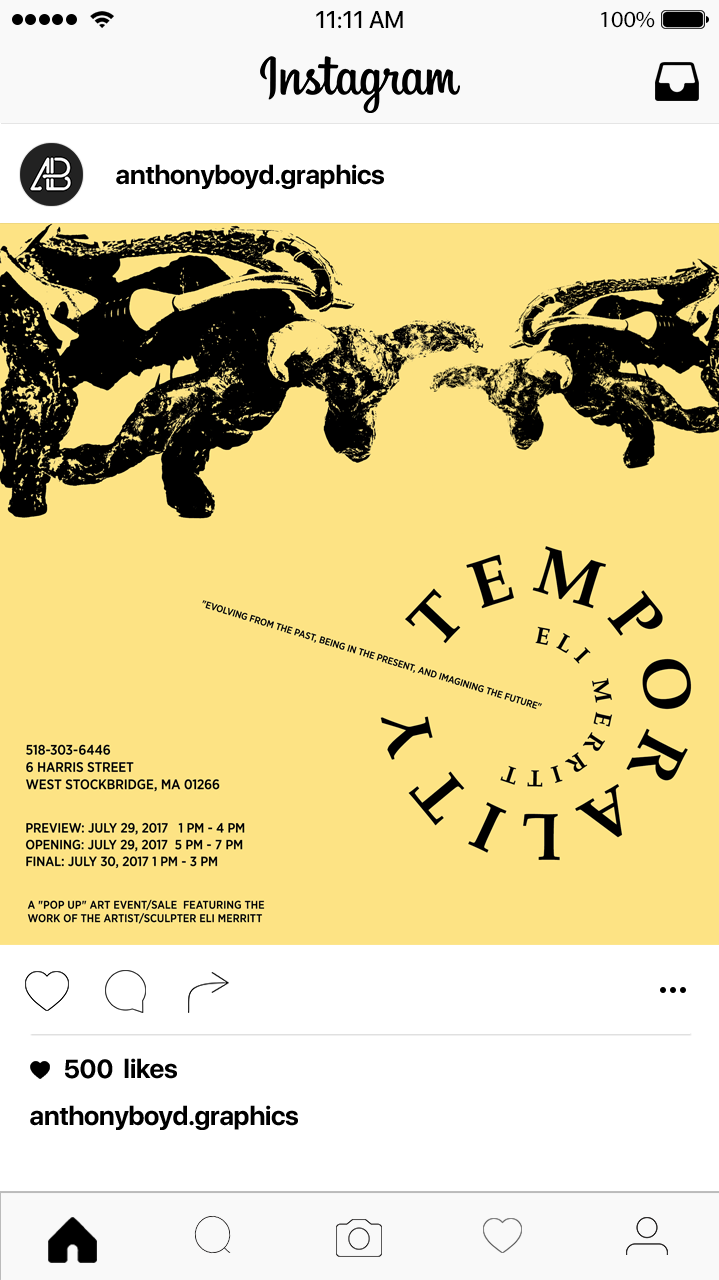 11:11 AM
100%
Instagram
AB
anthonyboyd.graphics
TEMPORALITY
ELI MERRITT
"EVOLVING FROM THE PAST, BEING IN THE PRESENT, AND IMAGINING THE FUTURE"
518-303-6446
6 HARRIS STREET
WEST STOCKBRIDGE, MA 01266
PREVIEW: JULY 29, 2017 1 PM - 4 PM
OPENING: JULY 29, 2017 5 PM - 7 PM
FINAL: JULY 30, 2017 1 PM - 3 PM
A "POP UP" ART EVENT/SALE FEATURING THE
WORK OF THE ARTIST/SCULPTER ELI MERRITT
500 likes
anthonyboyd.graphics